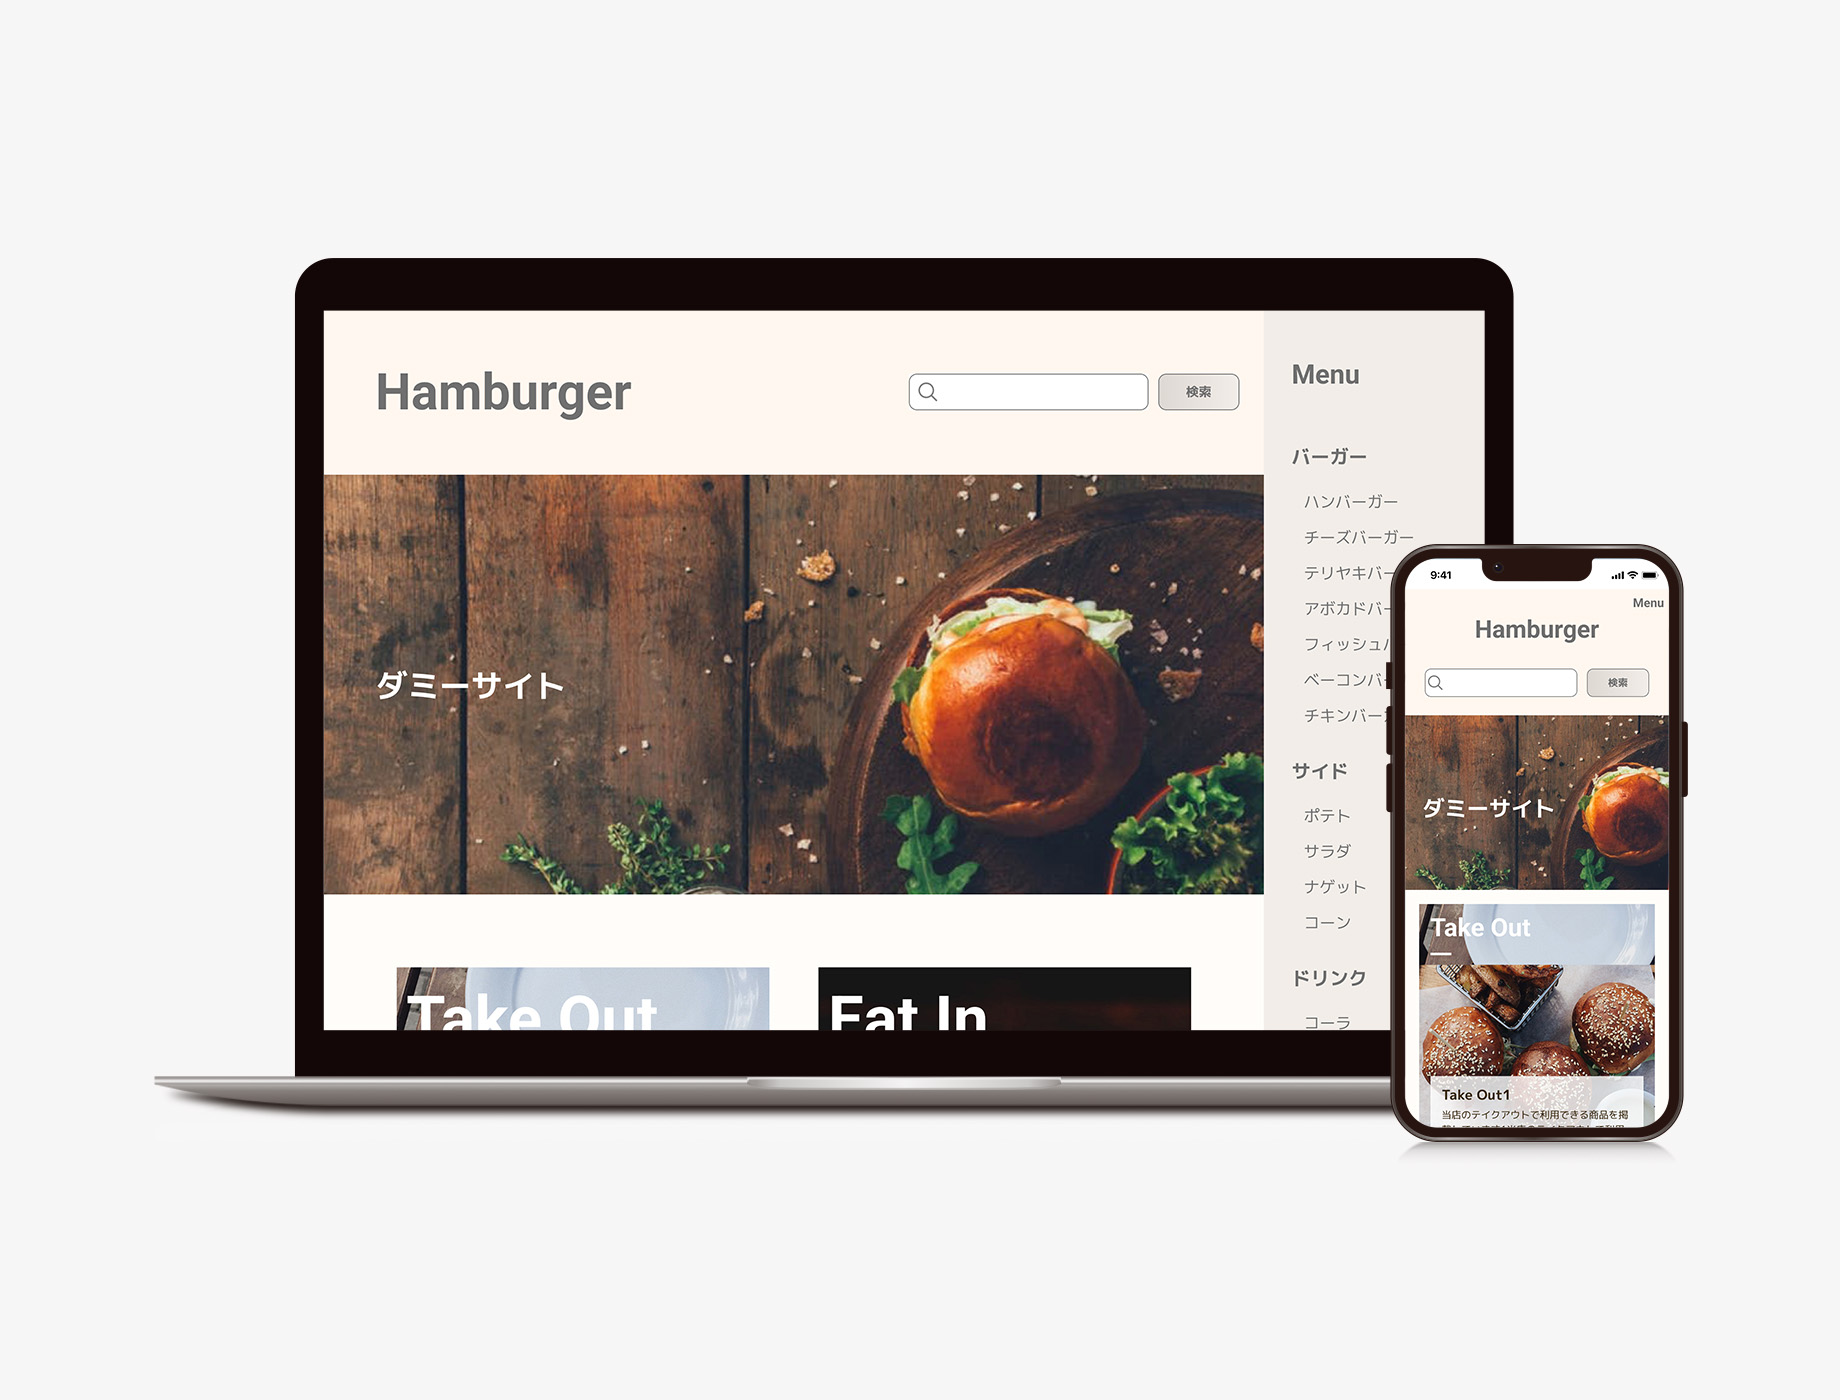 Hamburger
検索
ダミーサイト
Take Out
Eat In
Menu
バーガー
ハンバーガー
チーズバーガー
テリヤキバー
アボカドバー
フィッシュバ
ベーコンバー
チキンバーガ
サイド
ポテト
サラダ
ナゲット
コーン
ドリンク
コーラ
9:41
Menu
Hamburger
検索
ダミーサイト
Take Out
Take Out1
当店のテイクアウトで利用できる商品を掲